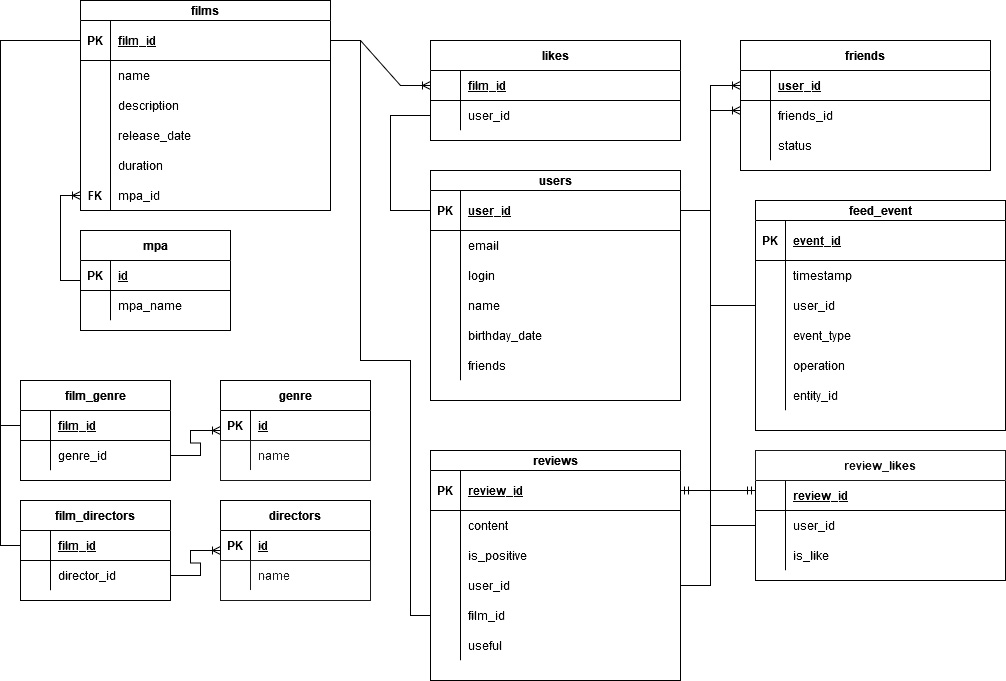 films
PK film_id
name
description
release_date
duration
FK mpa_id
mpa
PK id
mpa_name
film_genre
film_id
genre_id
genre
PK id
name
film_directors
film_id
director_id
directors
PK id
name
likes
film_id
user_id
users
PK user_id
email
login
name
birthday_date
friends
reviews
PK review_id
content
is_positive
user_id
film_id
useful
friends
user_id
friends_id
status
feed_event
PK event_id
timestamp
user_id
event_type
operation
entity_id
review_likes
review_id
user_id
is_like